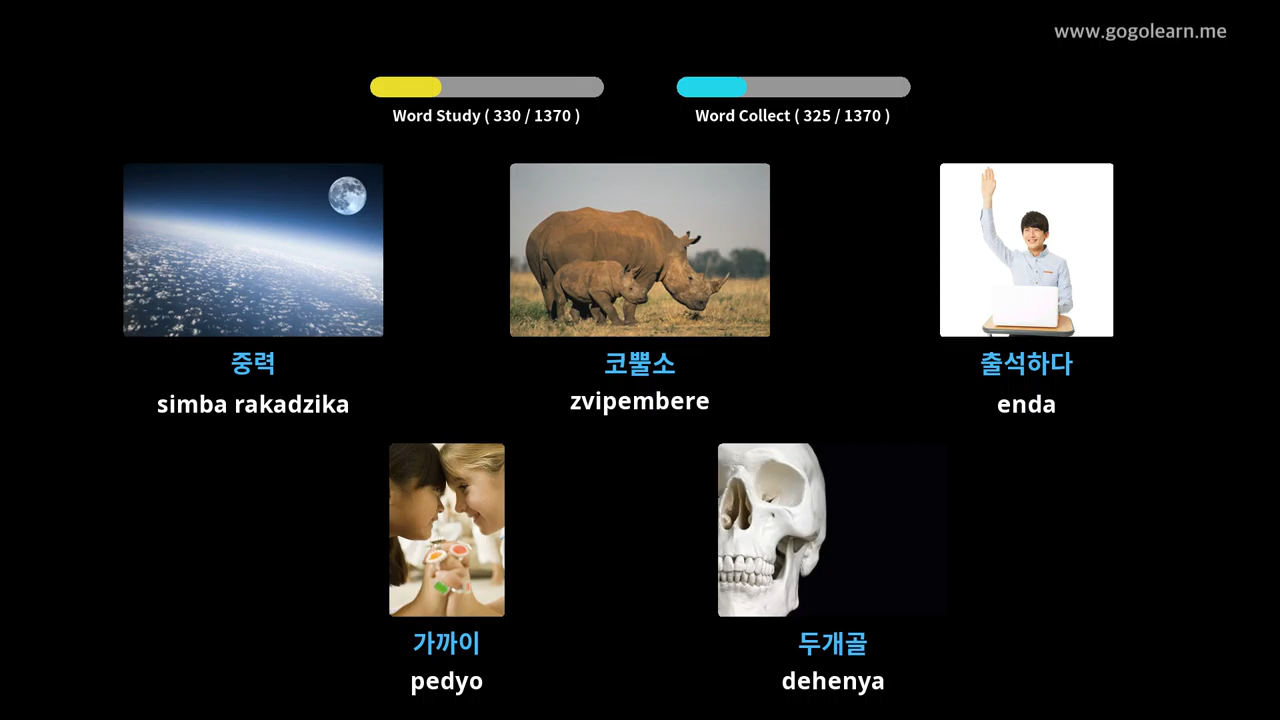 www.gogolearn.me
Word Study ( 330 / 1370 )
Word Collect ( 325 / 1370 )
중력
simba rakadzika
코뿔소
zvipembere
출석하다
enda
가까이
pedyo
두개골
dehenya